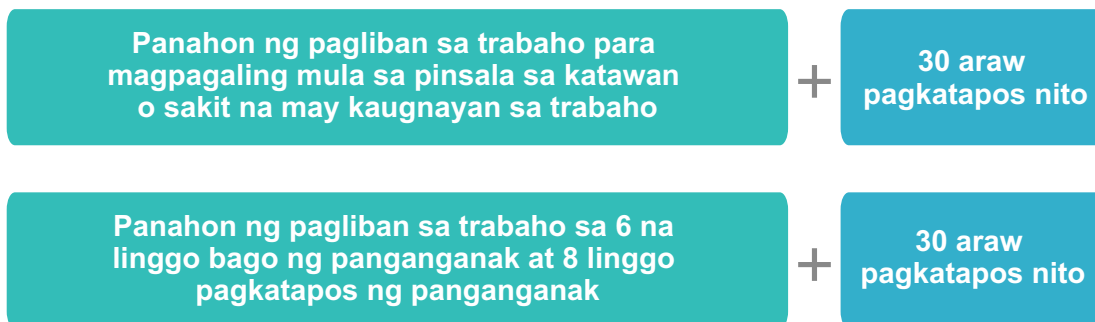 Panahon ng pagliban sa trabaho para
magpagaling mula sa pinsala sa katawan
o sakit na may kaugnayan sa trabaho
+
30 araw
pagkatapos nito
Panahon ng pagliban sa trabaho sa 6 na
linggo bago ng panganganak at 8 linggo
pagkatapos ng panganganak
+
30 araw
pagkatapos nito